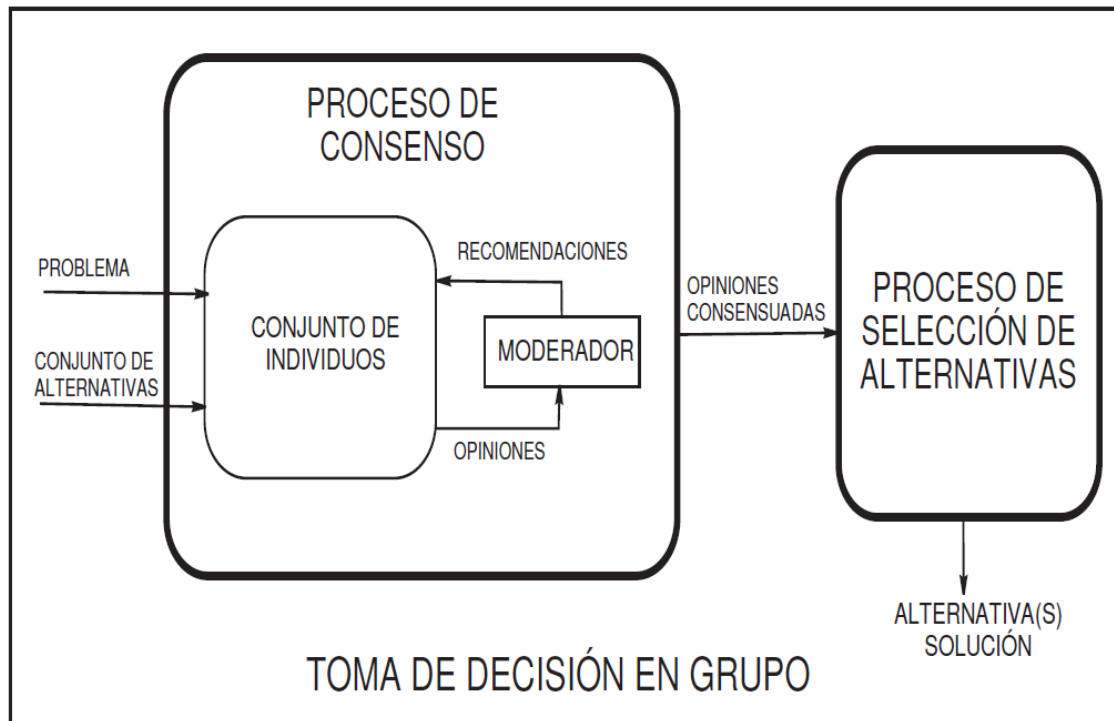 PROCESO DE
CONSENSO
PROBLEMA
CONJUNTO DE
ALTERNATIVAS
CONJUNTO DE
INDIVIDUOS
RECOMENDACIONES
MODERADOR
OPINIONES
OPINIONES
CONSENSUADAS
PROCESO DE
SELECCIÓN DE
ALTERNATIVAS
ALTERNATIVA(S)
SOLUCIÓN
TOMA DE DECISIÓN EN GRUPO